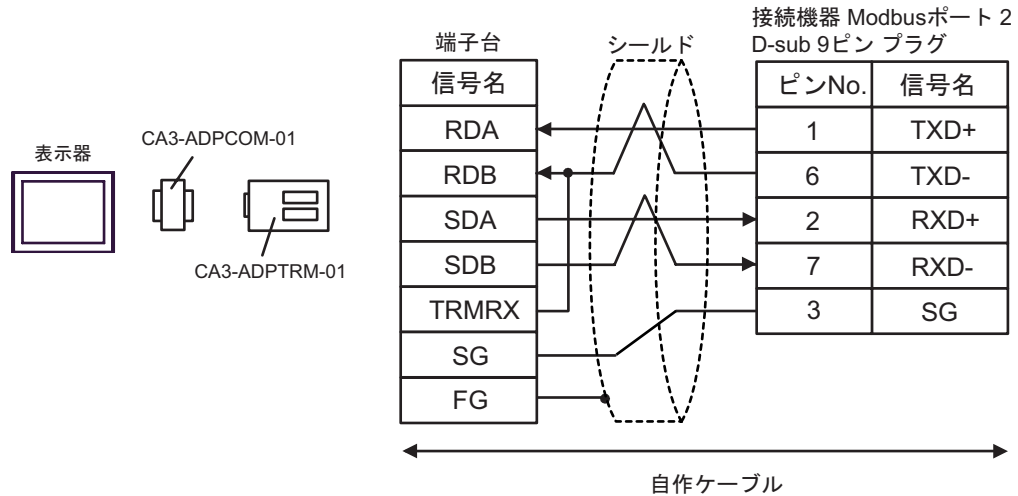 表示器
CA3-ADPCOM-01
CA3-ADPTRM-01
端子台
信号名
RDA
RDB
SDA
SDB
TRMRX
SG
FG
シールド
接続機器 Modbusポート 2
D-sub 9ピン プラグ
ピンNo. 信号名
1 TXD+
6 TXD-
2 RXD+
7 RXD-
3 SG
自作ケーブル